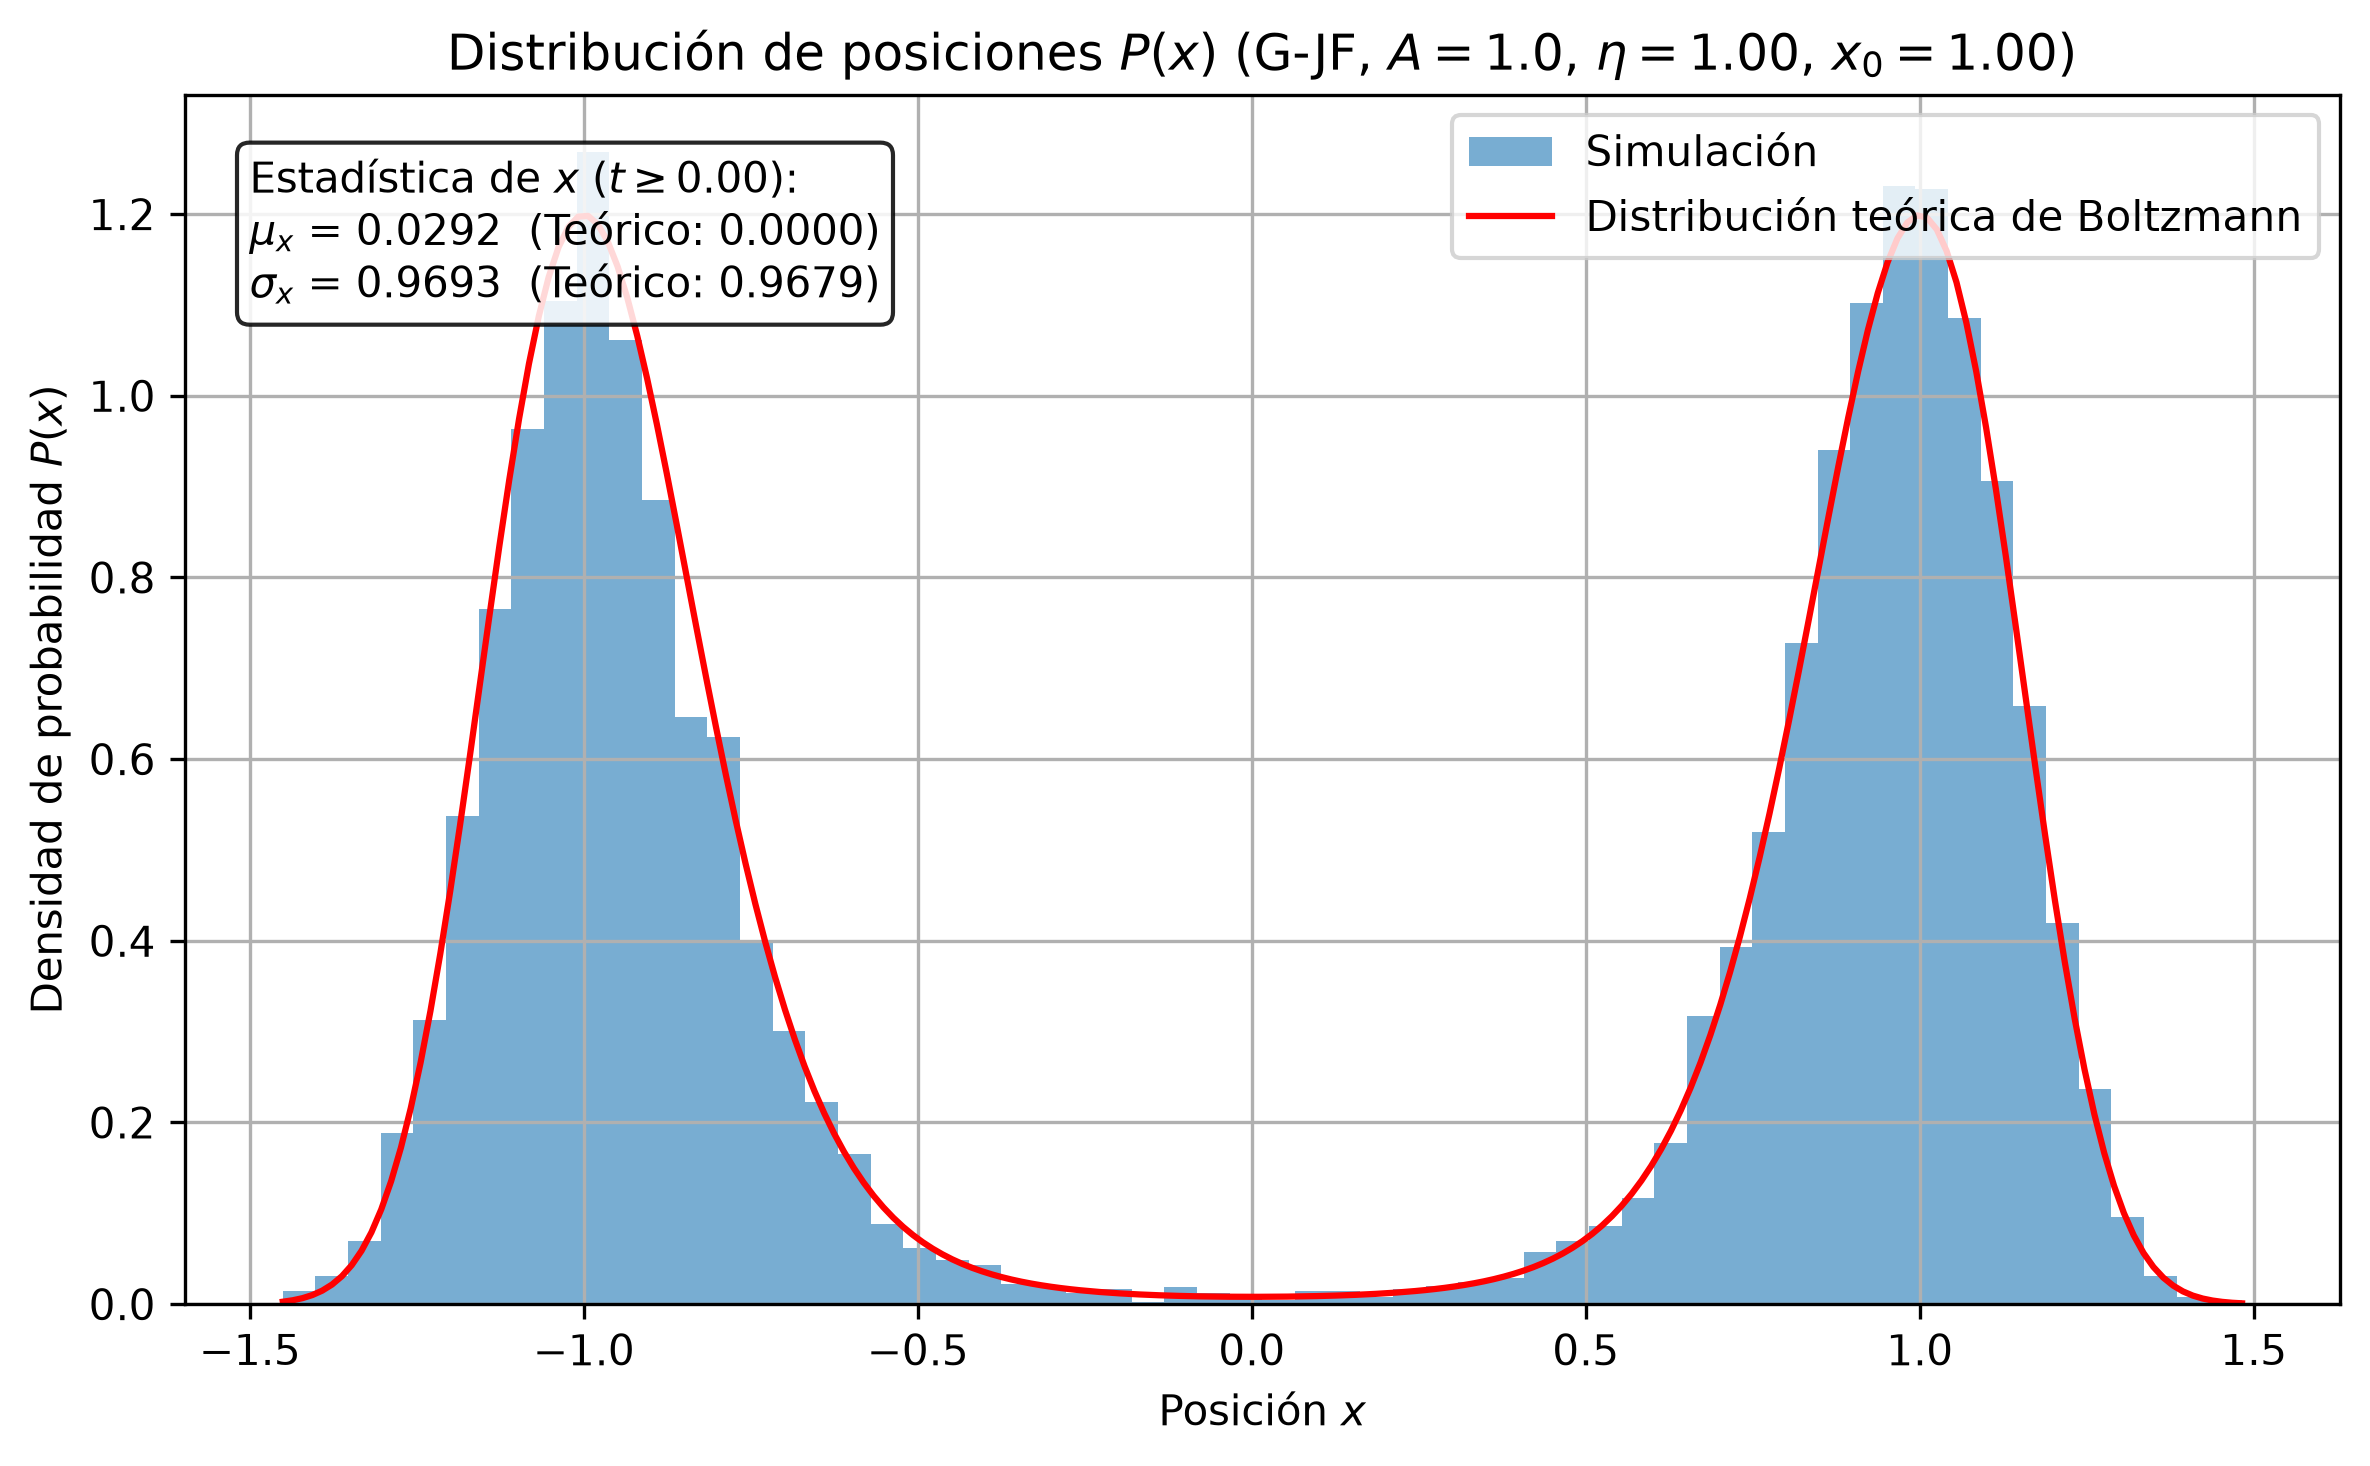 Distribución de posiciones P(x) (G-JF, A = 1.0, η = 1.00, x₀ = 1.00)
Estadística de x (t ≥ 0.00):
μₓ = 0.0292 (Teórico: 0.0000)
σₓ = 0.9693 (Teórico: 0.9679)
Simulación
Distribución teórica de Boltzmann
Densidad de probabilidad P(x)
1.2
1.0
0.8
0.6
0.4
0.2
0.0
−1.5 −1.0 −0.5 0.0 0.5 1.0 1.5
Posición x